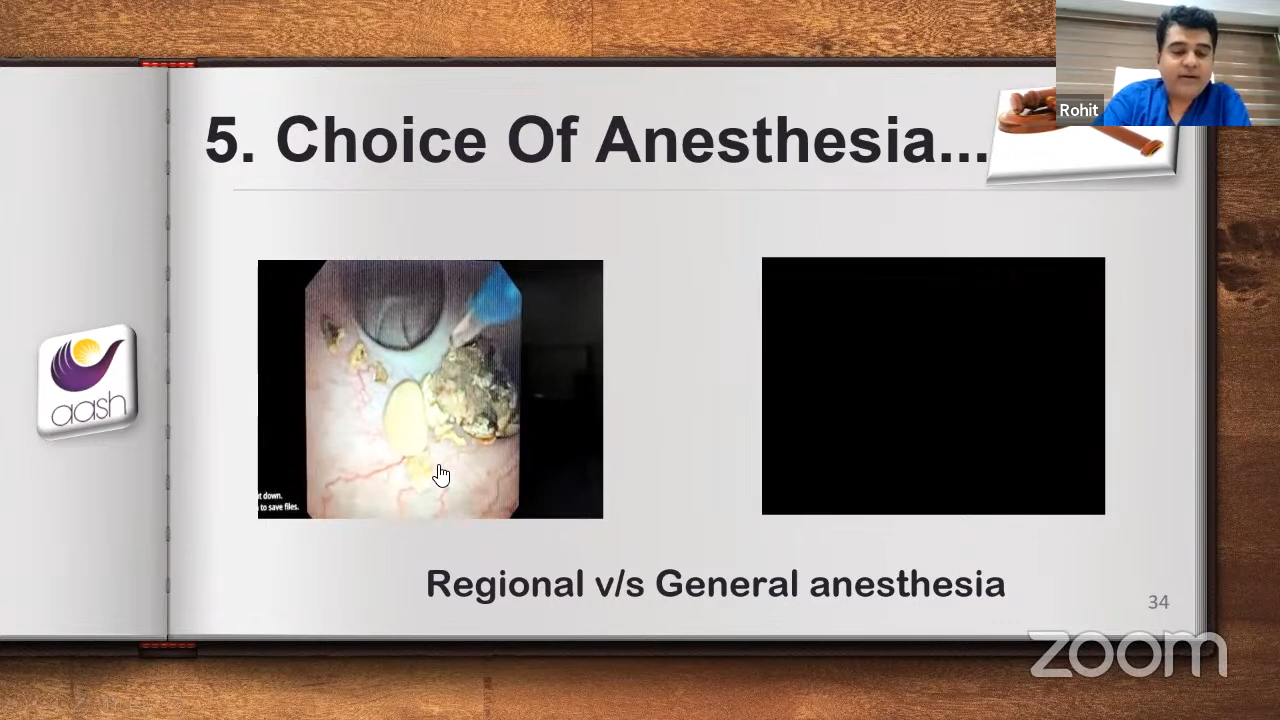 5. Choice Of Anesthesia...
Rohit
aash
t down.
to save files.
Regional v/s General anesthesia
34
zoom